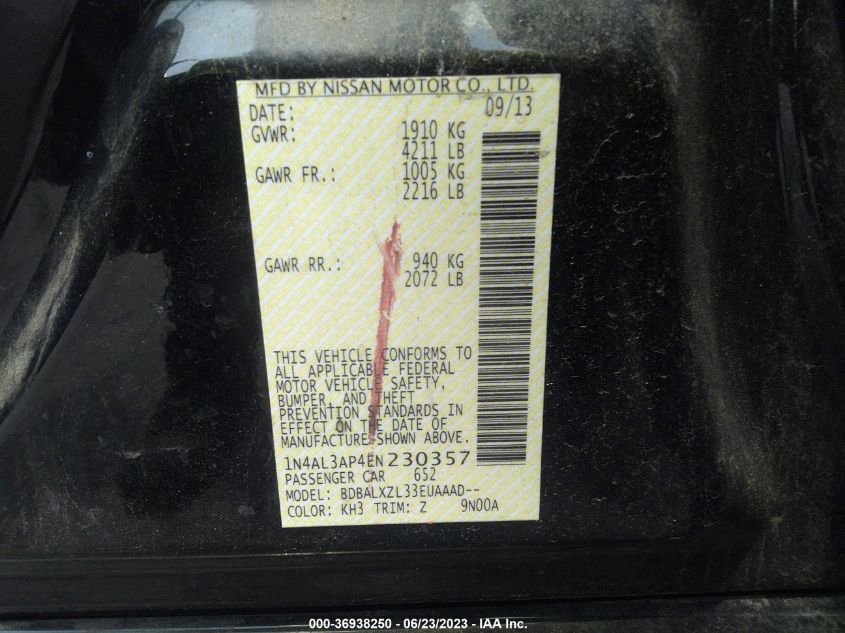 MFD BY NISSAN MOTOR CO., LTD.
DATE: 09/13
GVWR: 1910 KG
4211 LB
GAWR FR.: 1005 KG
2216 LB
GAWR RR.: 940 KG
2072 LB
THIS VEHICLE CONFORMS TO
ALL APPLICABLE FEDERAL
MOTOR VEHICLE SAFETY,
BUMPER, AND THEFT
PREVENTION STANDARDS IN
EFFECT ON THE DATE OF
MANUFACTURE SHOWN ABOVE.
1N4AL3AP4EN230357
PASSENGER CAR 652
MODEL: BDBALXZL33EUAAAD--
COLOR: KH3 TRIM: Z 9N00A
000-36938250 - 06/23/2023 - IAA Inc.